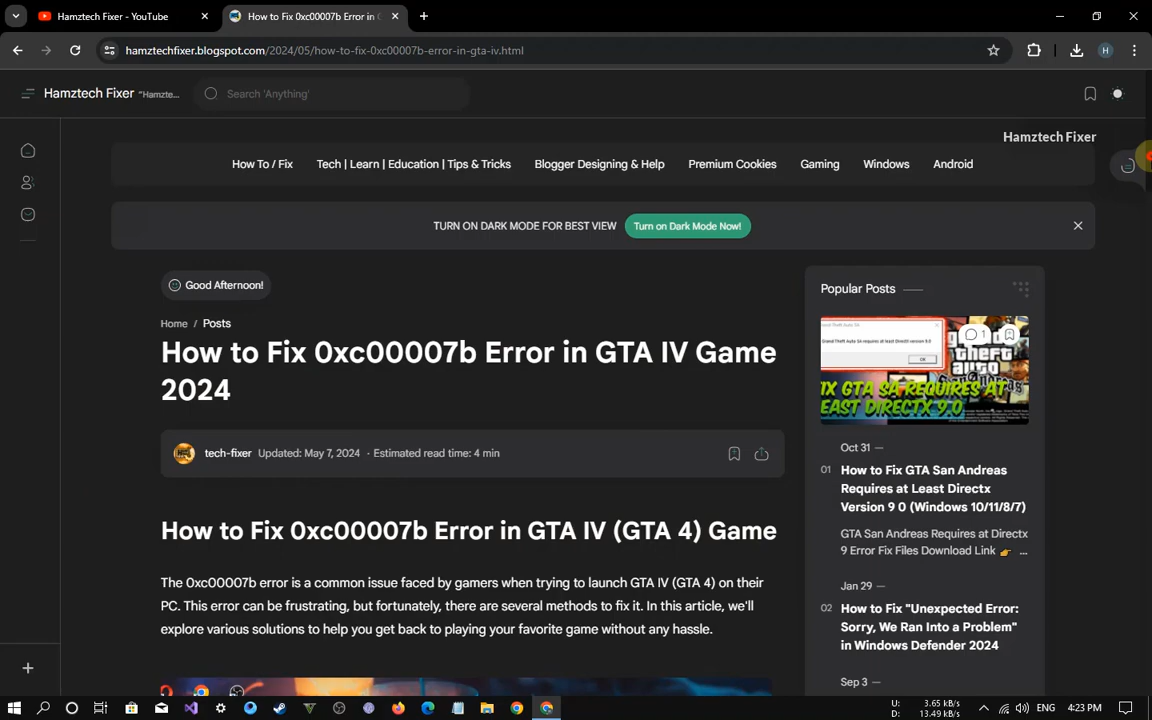 Hamztech Fixer - YouTube
How to Fix 0xc00007b Error in
hamztechfixer.blogspot.com/2024/05/how-to-fix-0xc00007b-error-in-gta-iv.html
H
Hamztech Fixer "Hamzte...
Search 'Anything'
Hamztech Fixer
How To / Fix
Tech | Learn | Education | Tips & Tricks
Blogger Designing & Help
Premium Cookies
Gaming
Windows
Android
TURN ON DARK MODE FOR BEST VIEW
Turn on Dark Mode Now!
Good Afternoon!
Home / Posts
How to Fix 0xc00007b Error in GTA IV Game
2024
tech-fixer Updated: May 7, 2024 · Estimated read time: 4 min
How to Fix 0xc00007b Error in GTA IV (GTA 4) Game
The 0xc00007b error is a common issue faced by gamers when trying to launch GTA IV (GTA 4) on their
PC. This error can be frustrating, but fortunately, there are several methods to fix it. In this article, we'll
explore various solutions to help you get back to playing your favorite game without any hassle.
Popular Posts
1
OK
IX GTA SA REQUIRES AT
EAST DIRECTX 9.0
Oct 31
01
How to Fix GTA San Andreas
Requires at Least Directx
Version 9 0 (Windows 10/11/8/7)
GTA San Andreas Requires at Directx
9 Error Fix Files Download Link 👉 ...
Jan 29
02
How to Fix "Unexpected Error:
Sorry, We Ran Into a Problem"
in Windows Defender 2024
Sep 3
U: 3.65 kB/s
D: 13.49 kB/s
ENG
4:23 PM